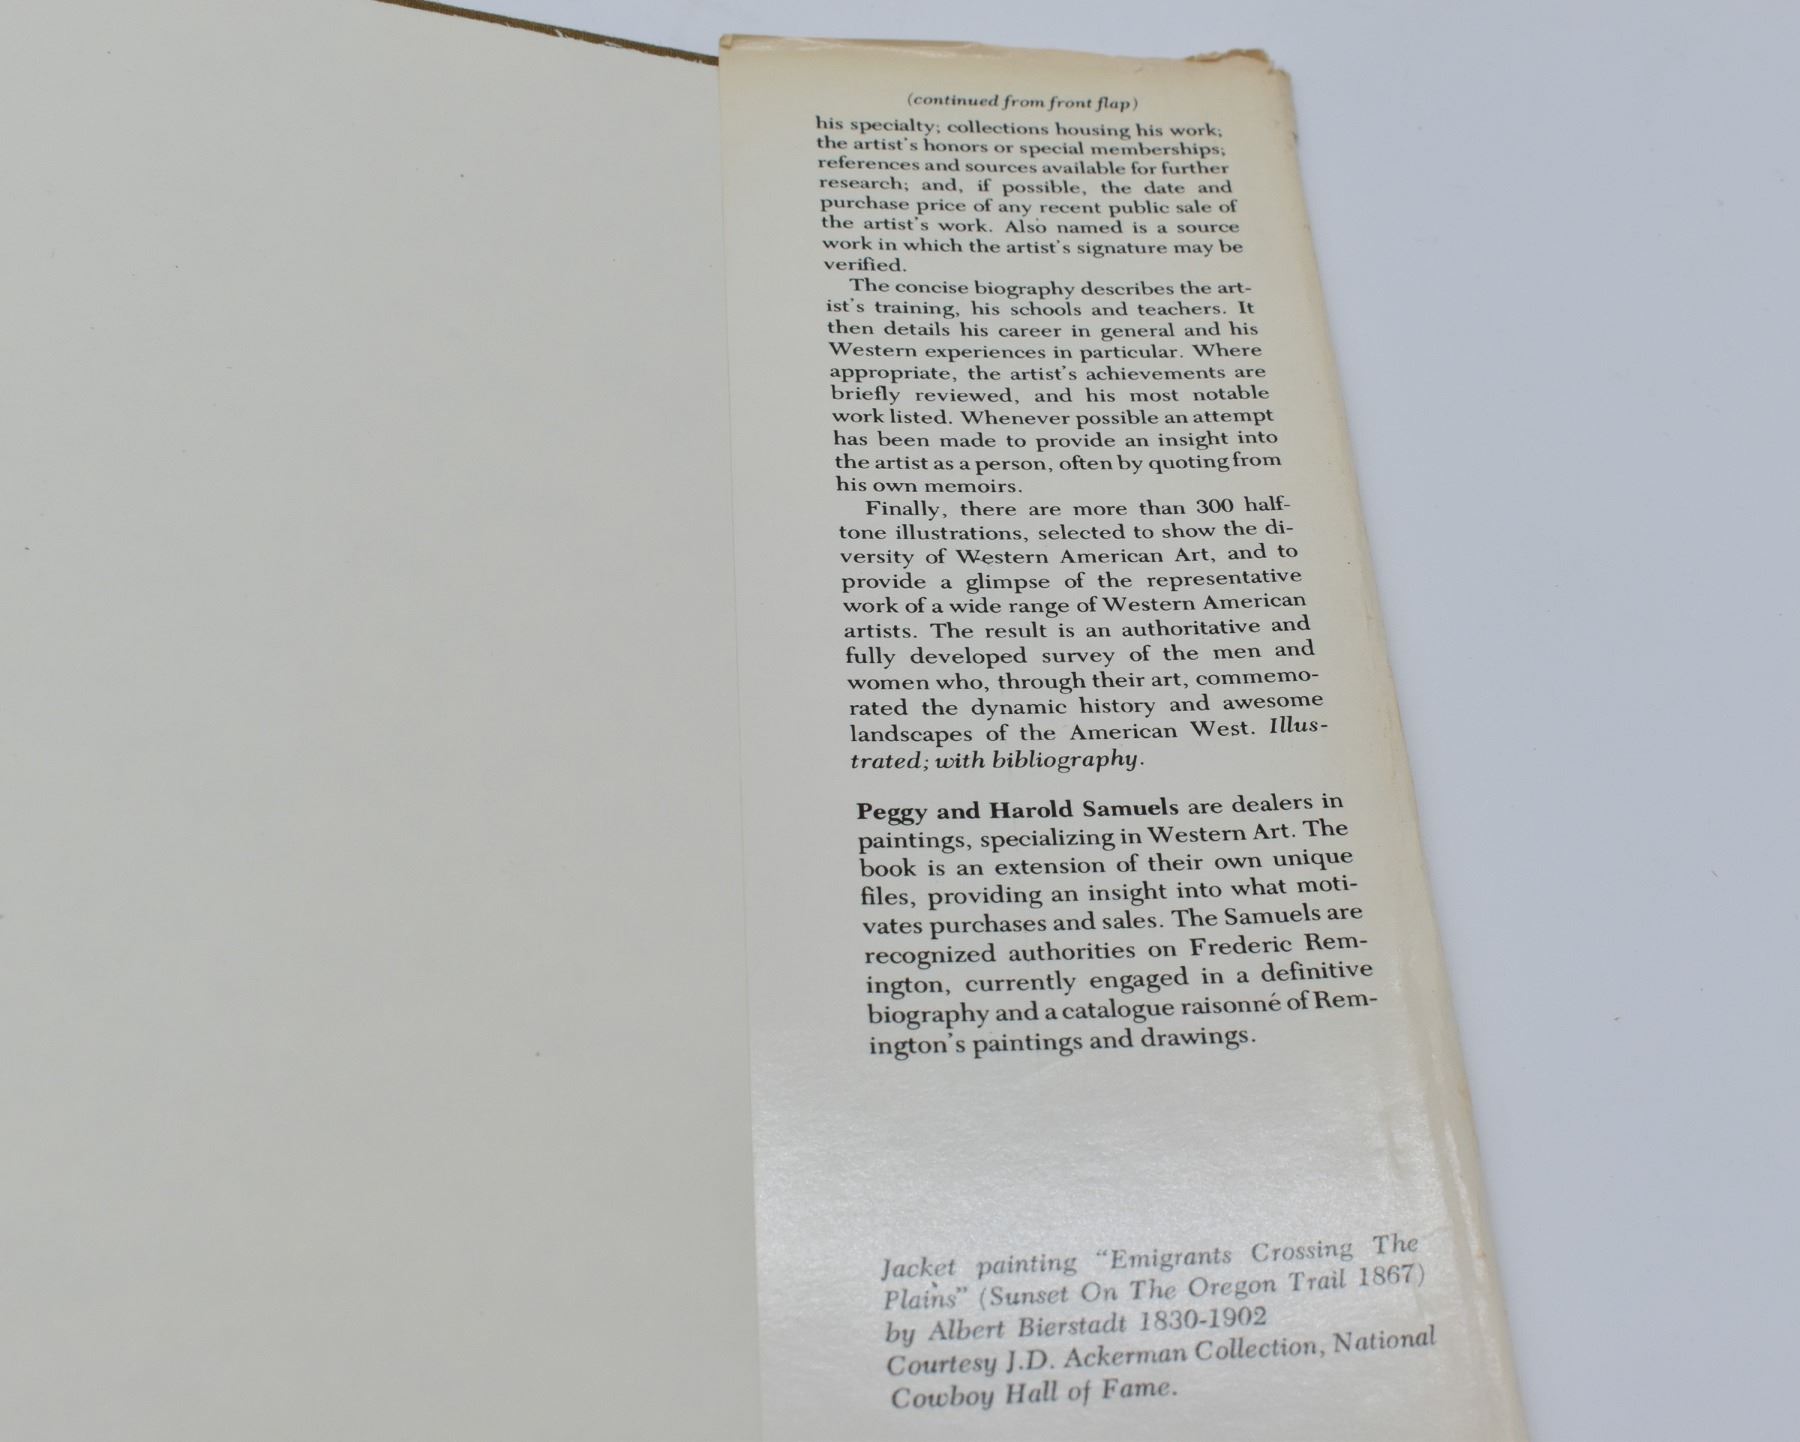 (continued from front flap)
his specialty; collections housing his work;
the artist's honors or special memberships;
references and sources available for further
research; and, if possible, the date and
purchase price of any recent public sale of
the artist's work. Also named is a source
work in which the artist's signature may be
verified.
The concise biography describes the art-
ist's training, his schools and teachers. It
then details his career in general and his
Western experiences in particular. Where
appropriate, the artist's achievements are
briefly reviewed, and his most notable
work listed. Whenever possible an attempt
has been made to provide an insight into
the artist as a person, often by quoting from
his own memoirs.
Finally, there are more than 300 half-
tone illustrations, selected to show the di-
versity of Western American Art, and to
provide a glimpse of the representative
work of a wide range of Western American
artists. The result is an authoritative and
fully developed survey of the men and
women who, through their art, commemo-
rated the dynamic history and awesome
landscapes of the American West. Illus-
trated; with bibliography.
Peggy and Harold Samuels are dealers in
paintings, specializing in Western Art. The
book is an extension of their own unique
files, providing an insight into what moti-
vates purchases and sales. The Samuels are
recognized authorities on Frederic Rem-
ington, currently engaged in a definitive
biography and a catalogue raisonné of Rem-
ington's paintings and drawings.
Jacket painting "Emigrants Crossing The
Plains" (Sunset On The Oregon Trail 1867)
by Albert Bierstadt 1830-1902
Courtesy J.D. Ackerman Collection, National
Cowboy Hall of Fame.